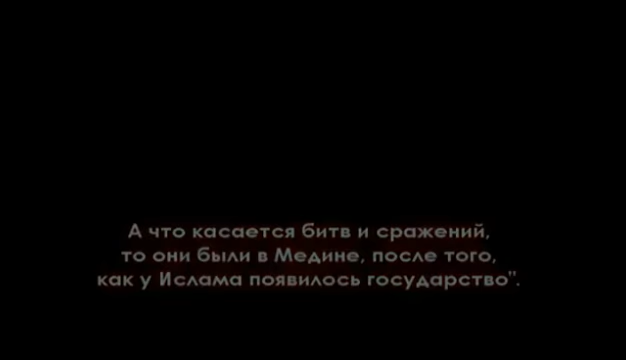 А что касается битв и сражений,
то они были в Медине, после того,
как у Ислама появилось государство".